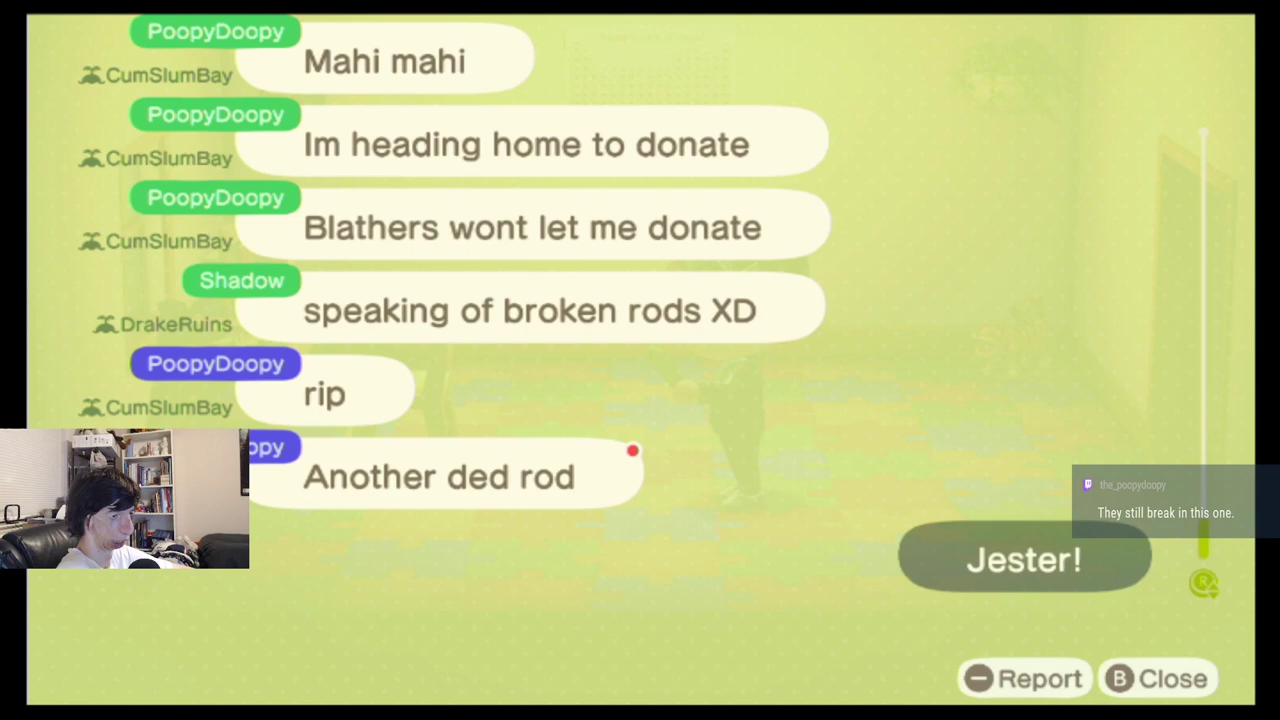 PoopyDoopy
Mahi mahi
CumSlumBay
PoopyDoopy
Im heading home to donate
CumSlumBay
PoopyDoopy
Blathers wont let me donate
CumSlumBay
Shadow
speaking of broken rods XD
DrakeRuins
PoopyDoopy
rip
CumSlumBay
opy
Another ded rod
the_poopydoopy
They still break in this one.
Jester!
R
Report
B Close